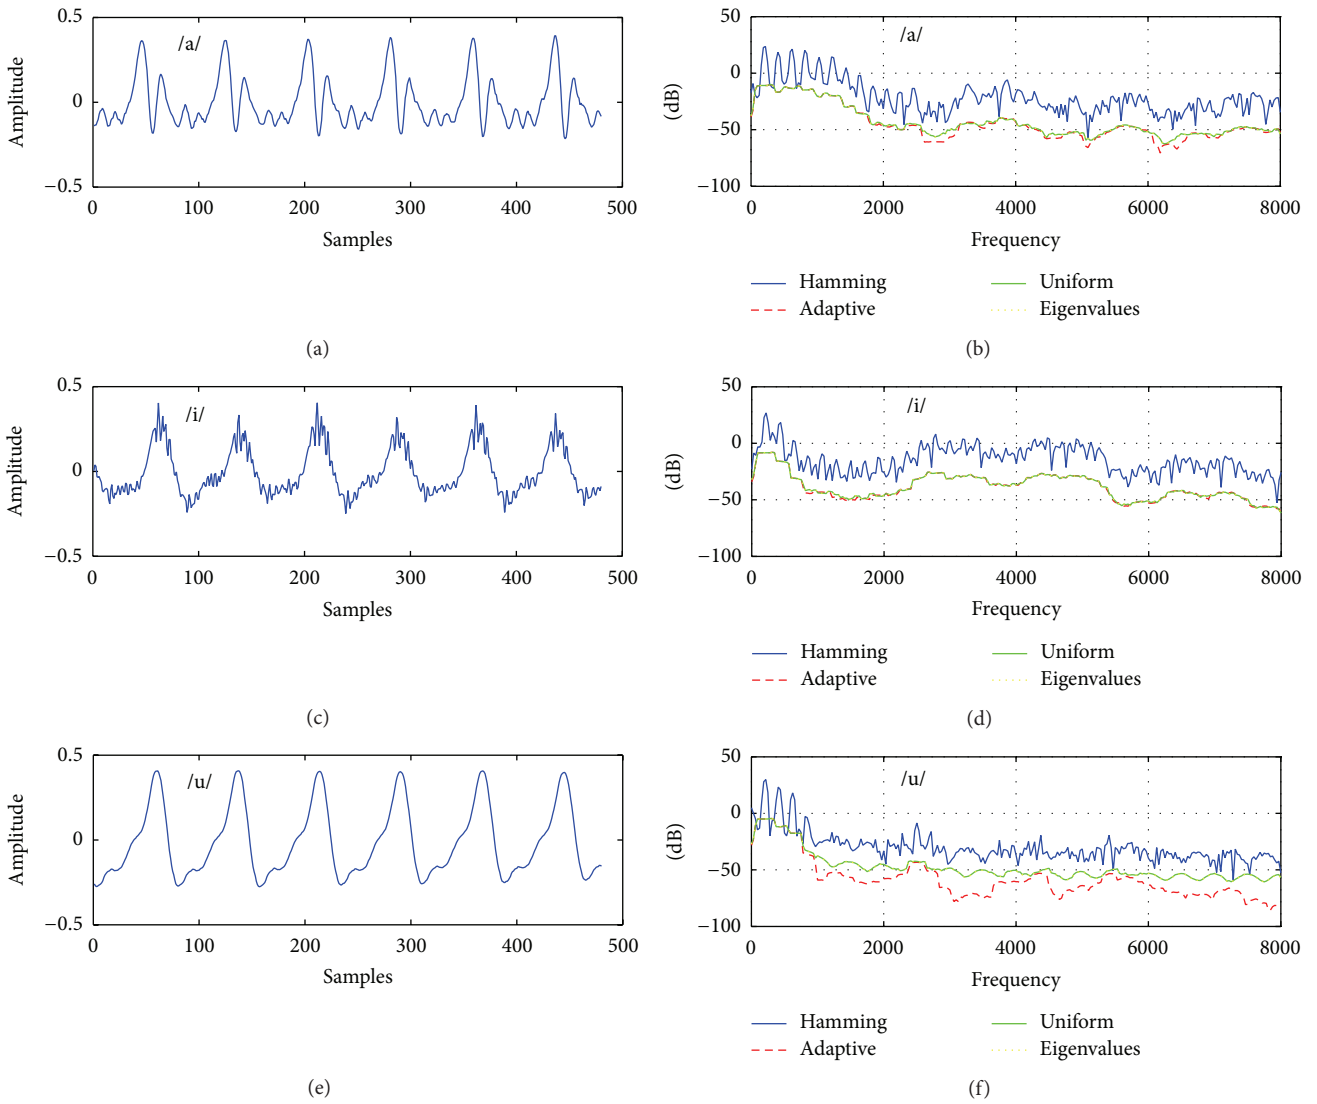 0.5
0
−0.5
Amplitude
/a/
0 100 200 300 400 500
Samples
(a)
50
0
−50
−100
(dB)
/a/
0 2000 4000 6000 8000
Frequency
Hamming Uniform
Adaptive Eigenvalues
(b)
0.5
0
−0.5
Amplitude
/i/
0 100 200 300 400 500
Samples
(c)
50
0
−50
−100
(dB)
/i/
0 2000 4000 6000 8000
Frequency
Hamming Uniform
Adaptive Eigenvalues
(d)
0.5
0
−0.5
Amplitude
/u/
0 100 200 300 400 500
Samples
(e)
50
0
−50
−100
(dB)
/u/
0 2000 4000 6000 8000
Frequency
Hamming Uniform
Adaptive Eigenvalues
(f)